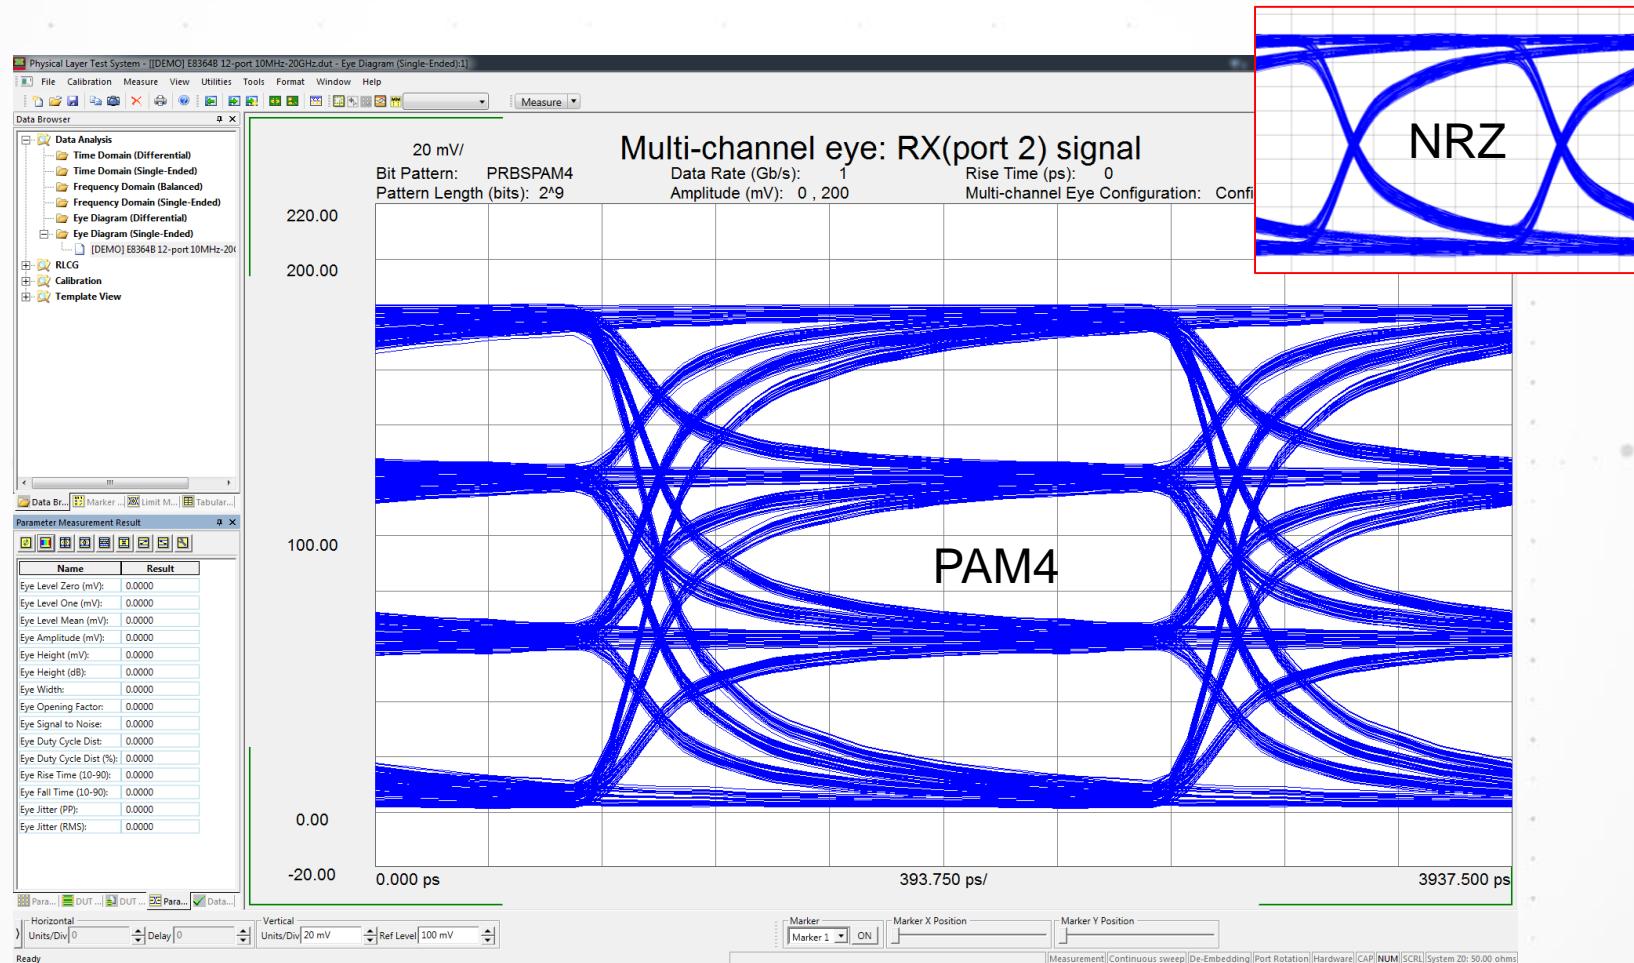 Physical Layer Test System - [[DEMO] E8364B 12-port 10MHz-20GHz.dut - Eye Diagram (Single-Ended):1]
File Calibration Measure View Utilities Tools Format Window Help
Measure
Data Browser
Data Analysis
Time Domain (Differential)
Time Domain (Single-Ended)
Frequency Domain (Balanced)
Frequency Domain (Single-Ended)
Eye Diagram (Differential)
Eye Diagram (Single-Ended)
[DEMO] E8364B 12-port 10MHz-20
RLCG
Calibration
Template View
Data Br... Marker ... Limit M... Tabular...
Parameter Measurement Result
Name Result
Eye Level Zero (mV): 0.0000
Eye Level One (mV): 0.0000
Eye Level Mean (mV): 0.0000
Eye Amplitude (mV): 0.0000
Eye Height (mV): 0.0000
Eye Height (dB): 0.0000
Eye Width: 0.0000
Eye Opening Factor: 0.0000
Eye Signal to Noise: 0.0000
Eye Duty Cycle Dist: 0.0000
Eye Duty Cycle Dist (%): 0.0000
Eye Rise Time (10-90): 0.0000
Eye Fall Time (10-90): 0.0000
Eye Jitter (PP): 0.0000
Eye Jitter (RMS): 0.0000
Para... DUT ... DUT ... Para... Data...
20 mV/ Multi-channel eye: RX(port 2) signal
Bit Pattern: PRBSPAM4 Data Rate (Gb/s): 1 Rise Time (ps): 0
Pattern Length (bits): 2^9 Amplitude (mV): 0 , 200 Multi-channel Eye Configuration: Confi
NRZ
220.00
200.00
100.00
PAM4
0.00
-20.00
0.000 ps 393.750 ps/ 3937.500 ps
Horizontal
Units/Div 0 Delay 0
Vertical
Units/Div 20 mV Ref Level 100 mV
Marker
Marker 1 ON
Marker X Position
Marker Y Position
Ready
Measurement Continuous sweep De-Embedding Port Rotation Hardware CAP NUM SCRL System Z0: 50.00 ohms